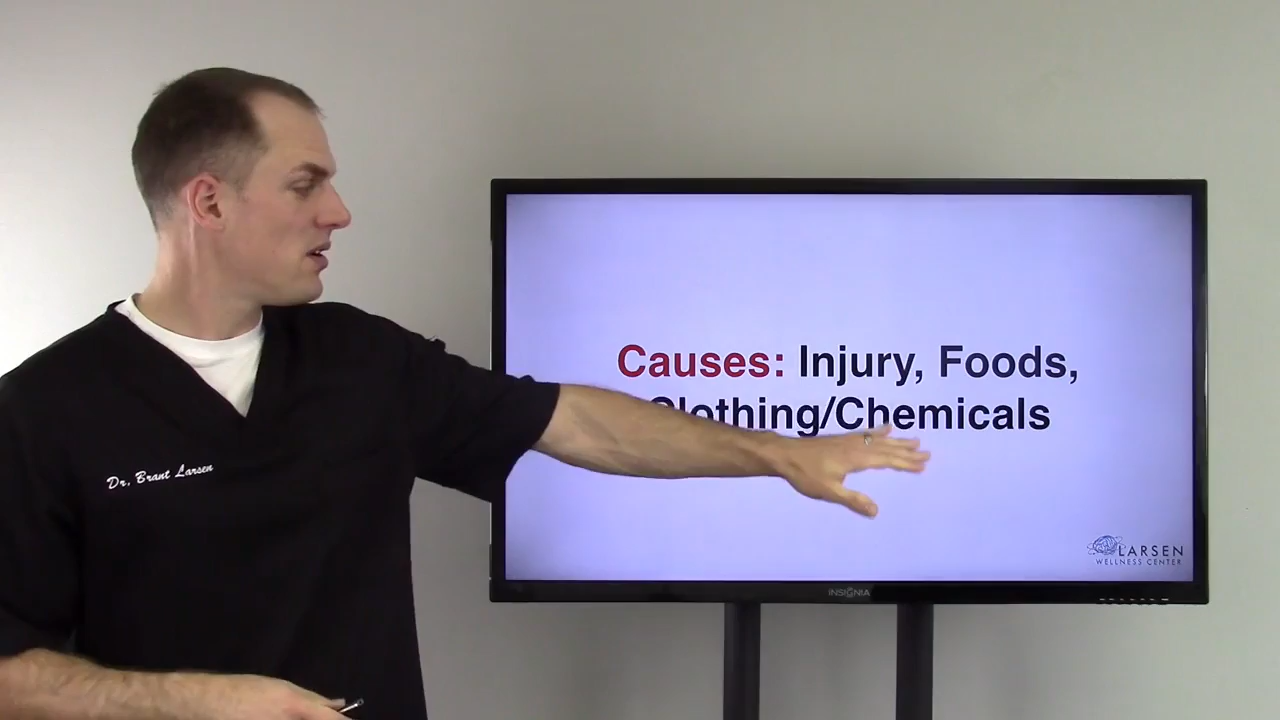 Causes: Injury, Foods,
Clothing/Chemicals
Dr. Brant Larsen
LARSEN
WELLNESS CENTER
INSIGNIA